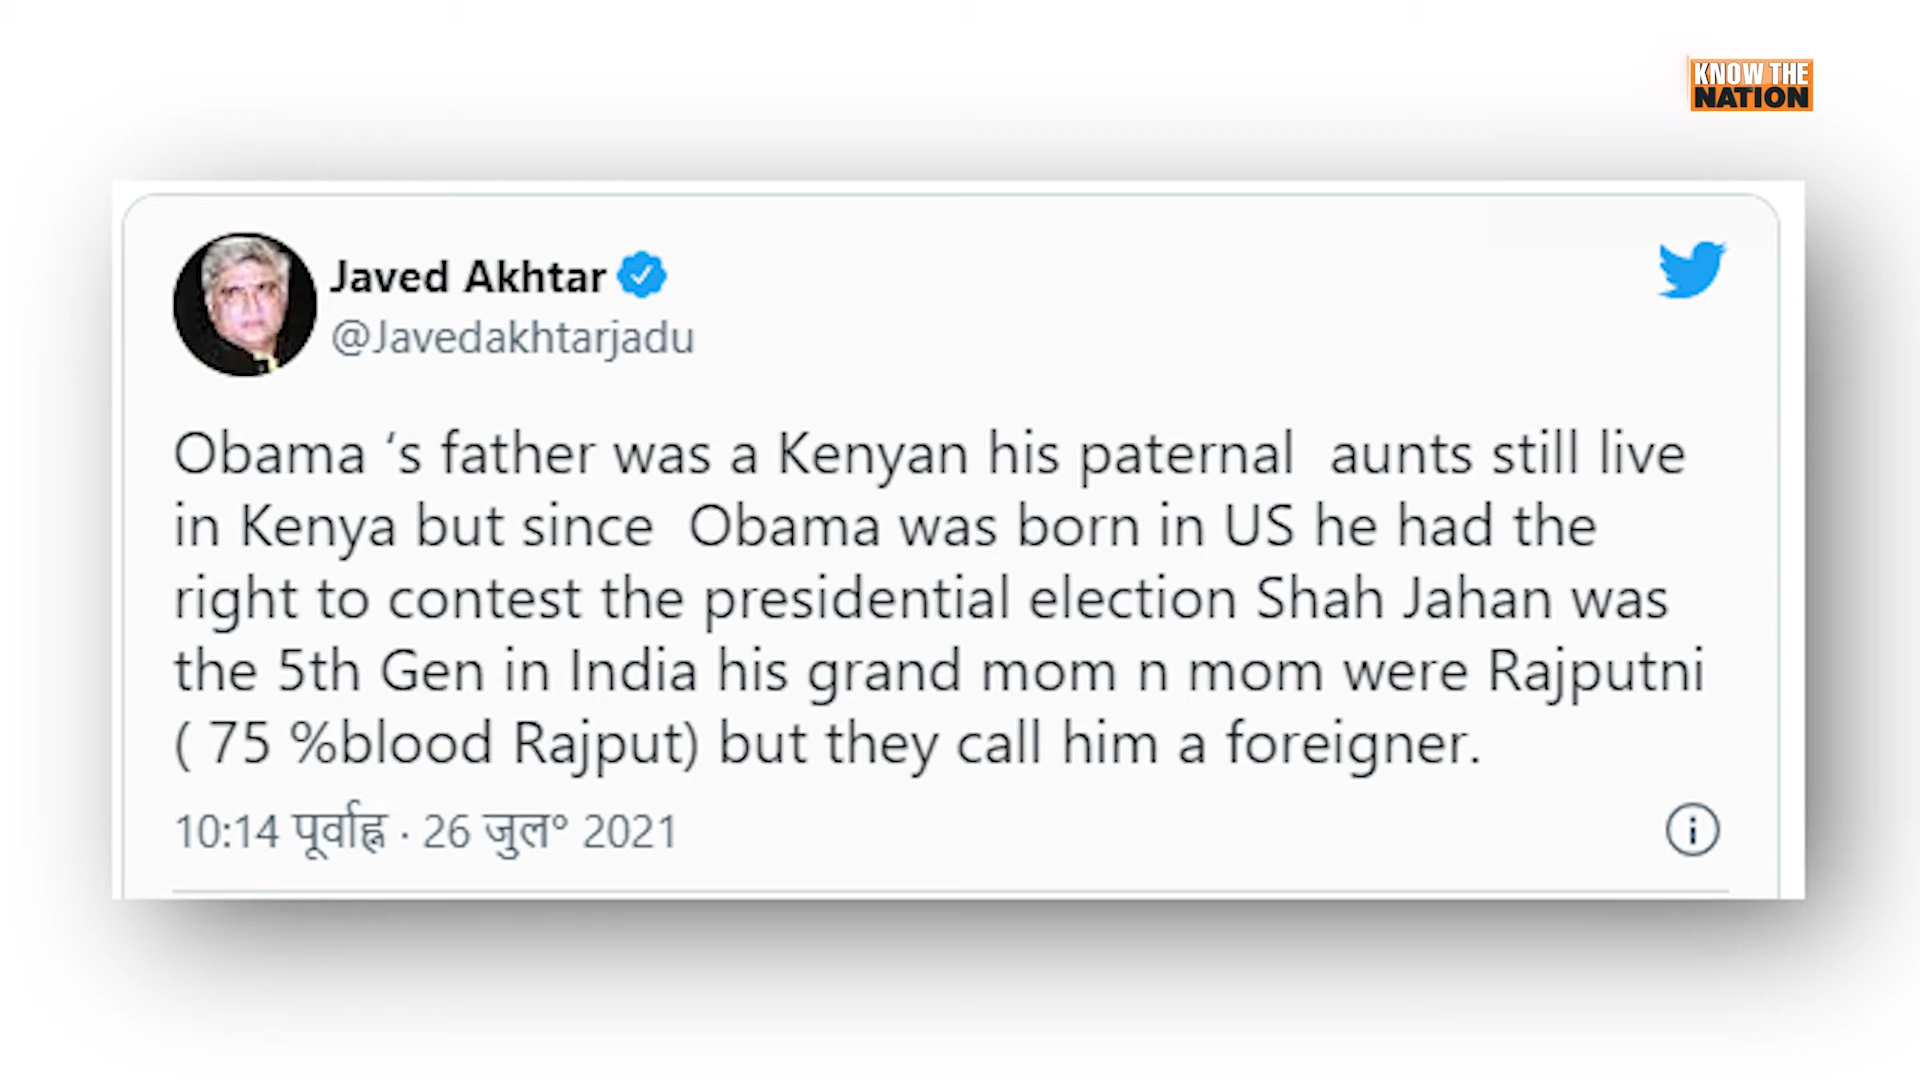 KNOW THE
NATION
Javed Akhtar
@Javedakhtarjadu
Obama ‘s father was a Kenyan his paternal  aunts still live
in Kenya but since  Obama was born in US he had the
right to contest the presidential election Shah Jahan was
the 5th Gen in India his grand mom n mom were Rajputni
( 75 %blood Rajput) but they call him a foreigner.
10:14 पूर्वाह्न · 26 जुल॰ 2021